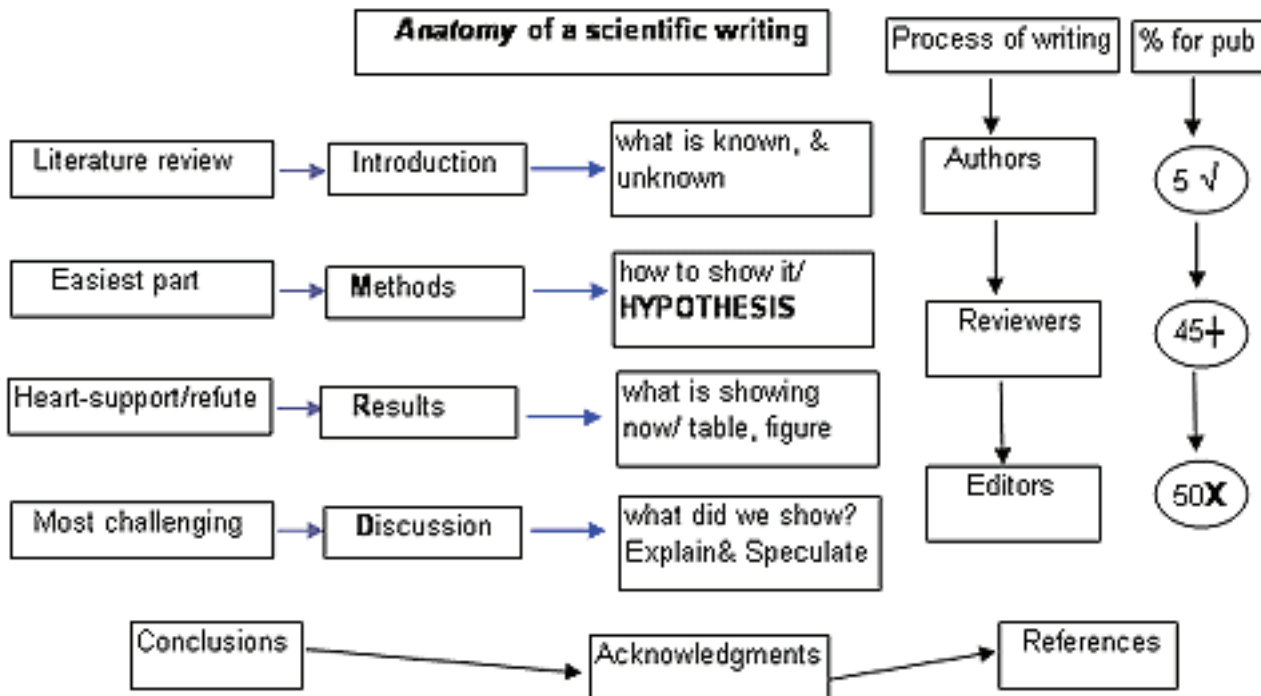 Anatomy of a scientific writing
Process of writing
% for pub
Literature review
Introduction
what is known, &
unknown
Authors
5 √
Easiest part
Methods
how to show it/
HYPOTHESIS
Reviewers
45+
Heart-support/refute
Results
what is showing
now/ table, figure
Editors
50X
Most challenging
Discussion
what did we show?
Explain& Speculate
Conclusions
Acknowledgments
References